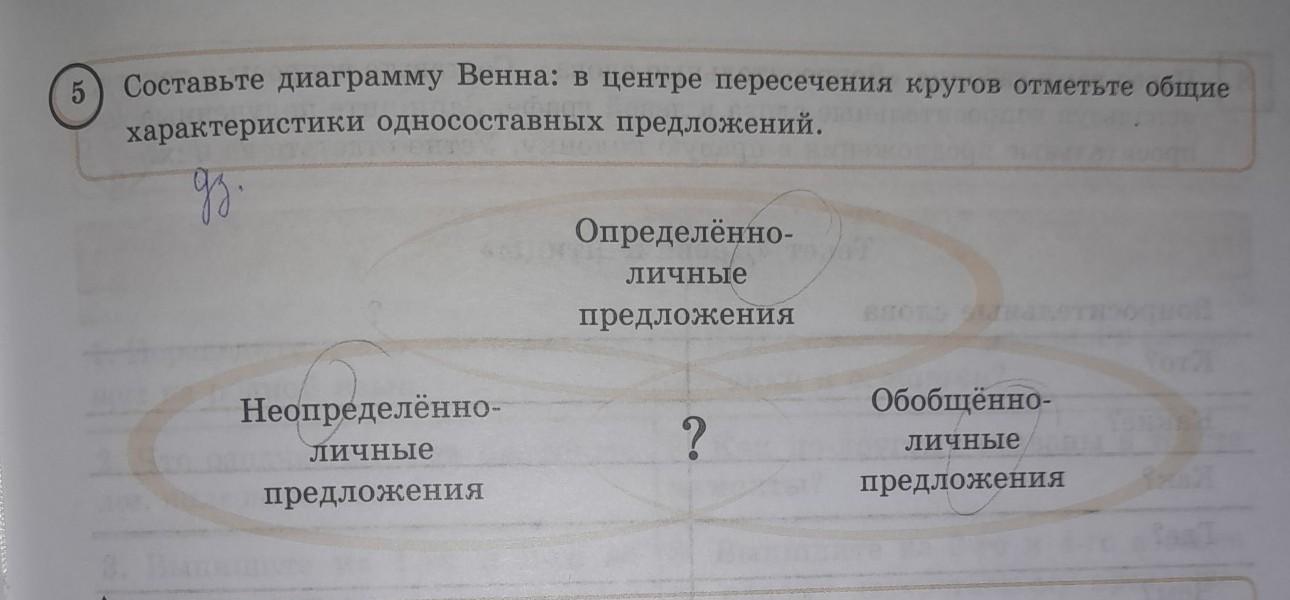 5 Составьте диаграмму Венна: в центре пересечения кругов отметьте общие
характеристики односоставных предложений.
дз.
Определённо-
личные
предложения
Неопределённо-
личные
предложения
?
Обобщённо-
личные
предложения